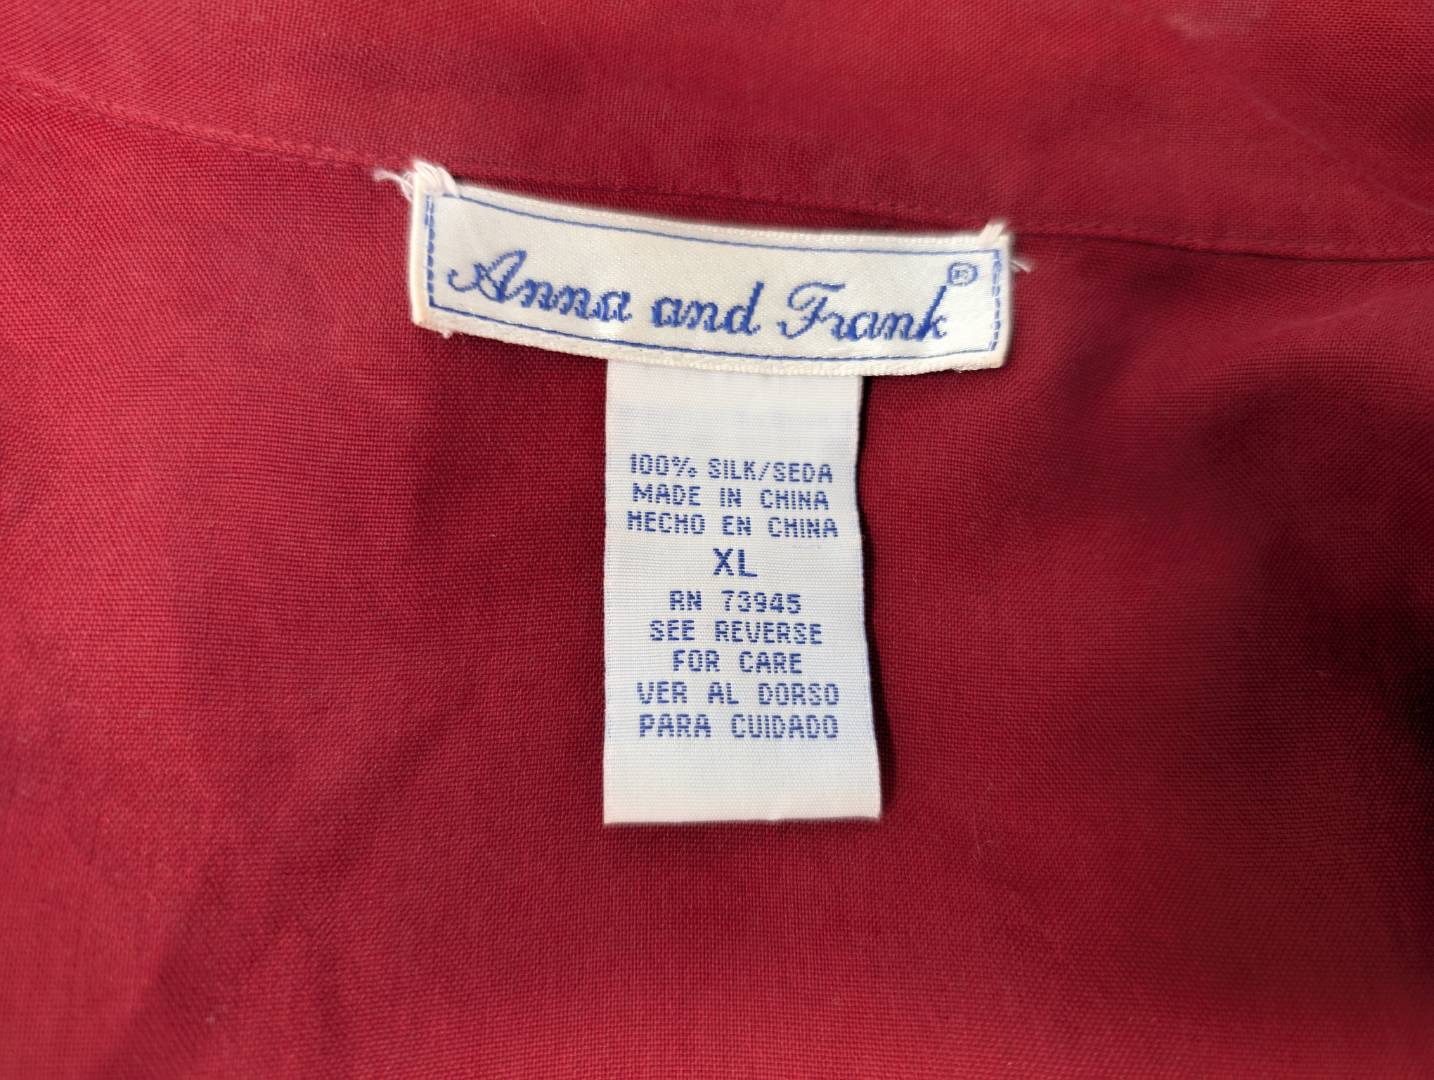 Anna and Frank®
100% SILK/SEDA
MADE IN CHINA
HECHO EN CHINA
XL
RN 73945
SEE REVERSE
FOR CARE
VER AL DORSO
PARA CUIDADO